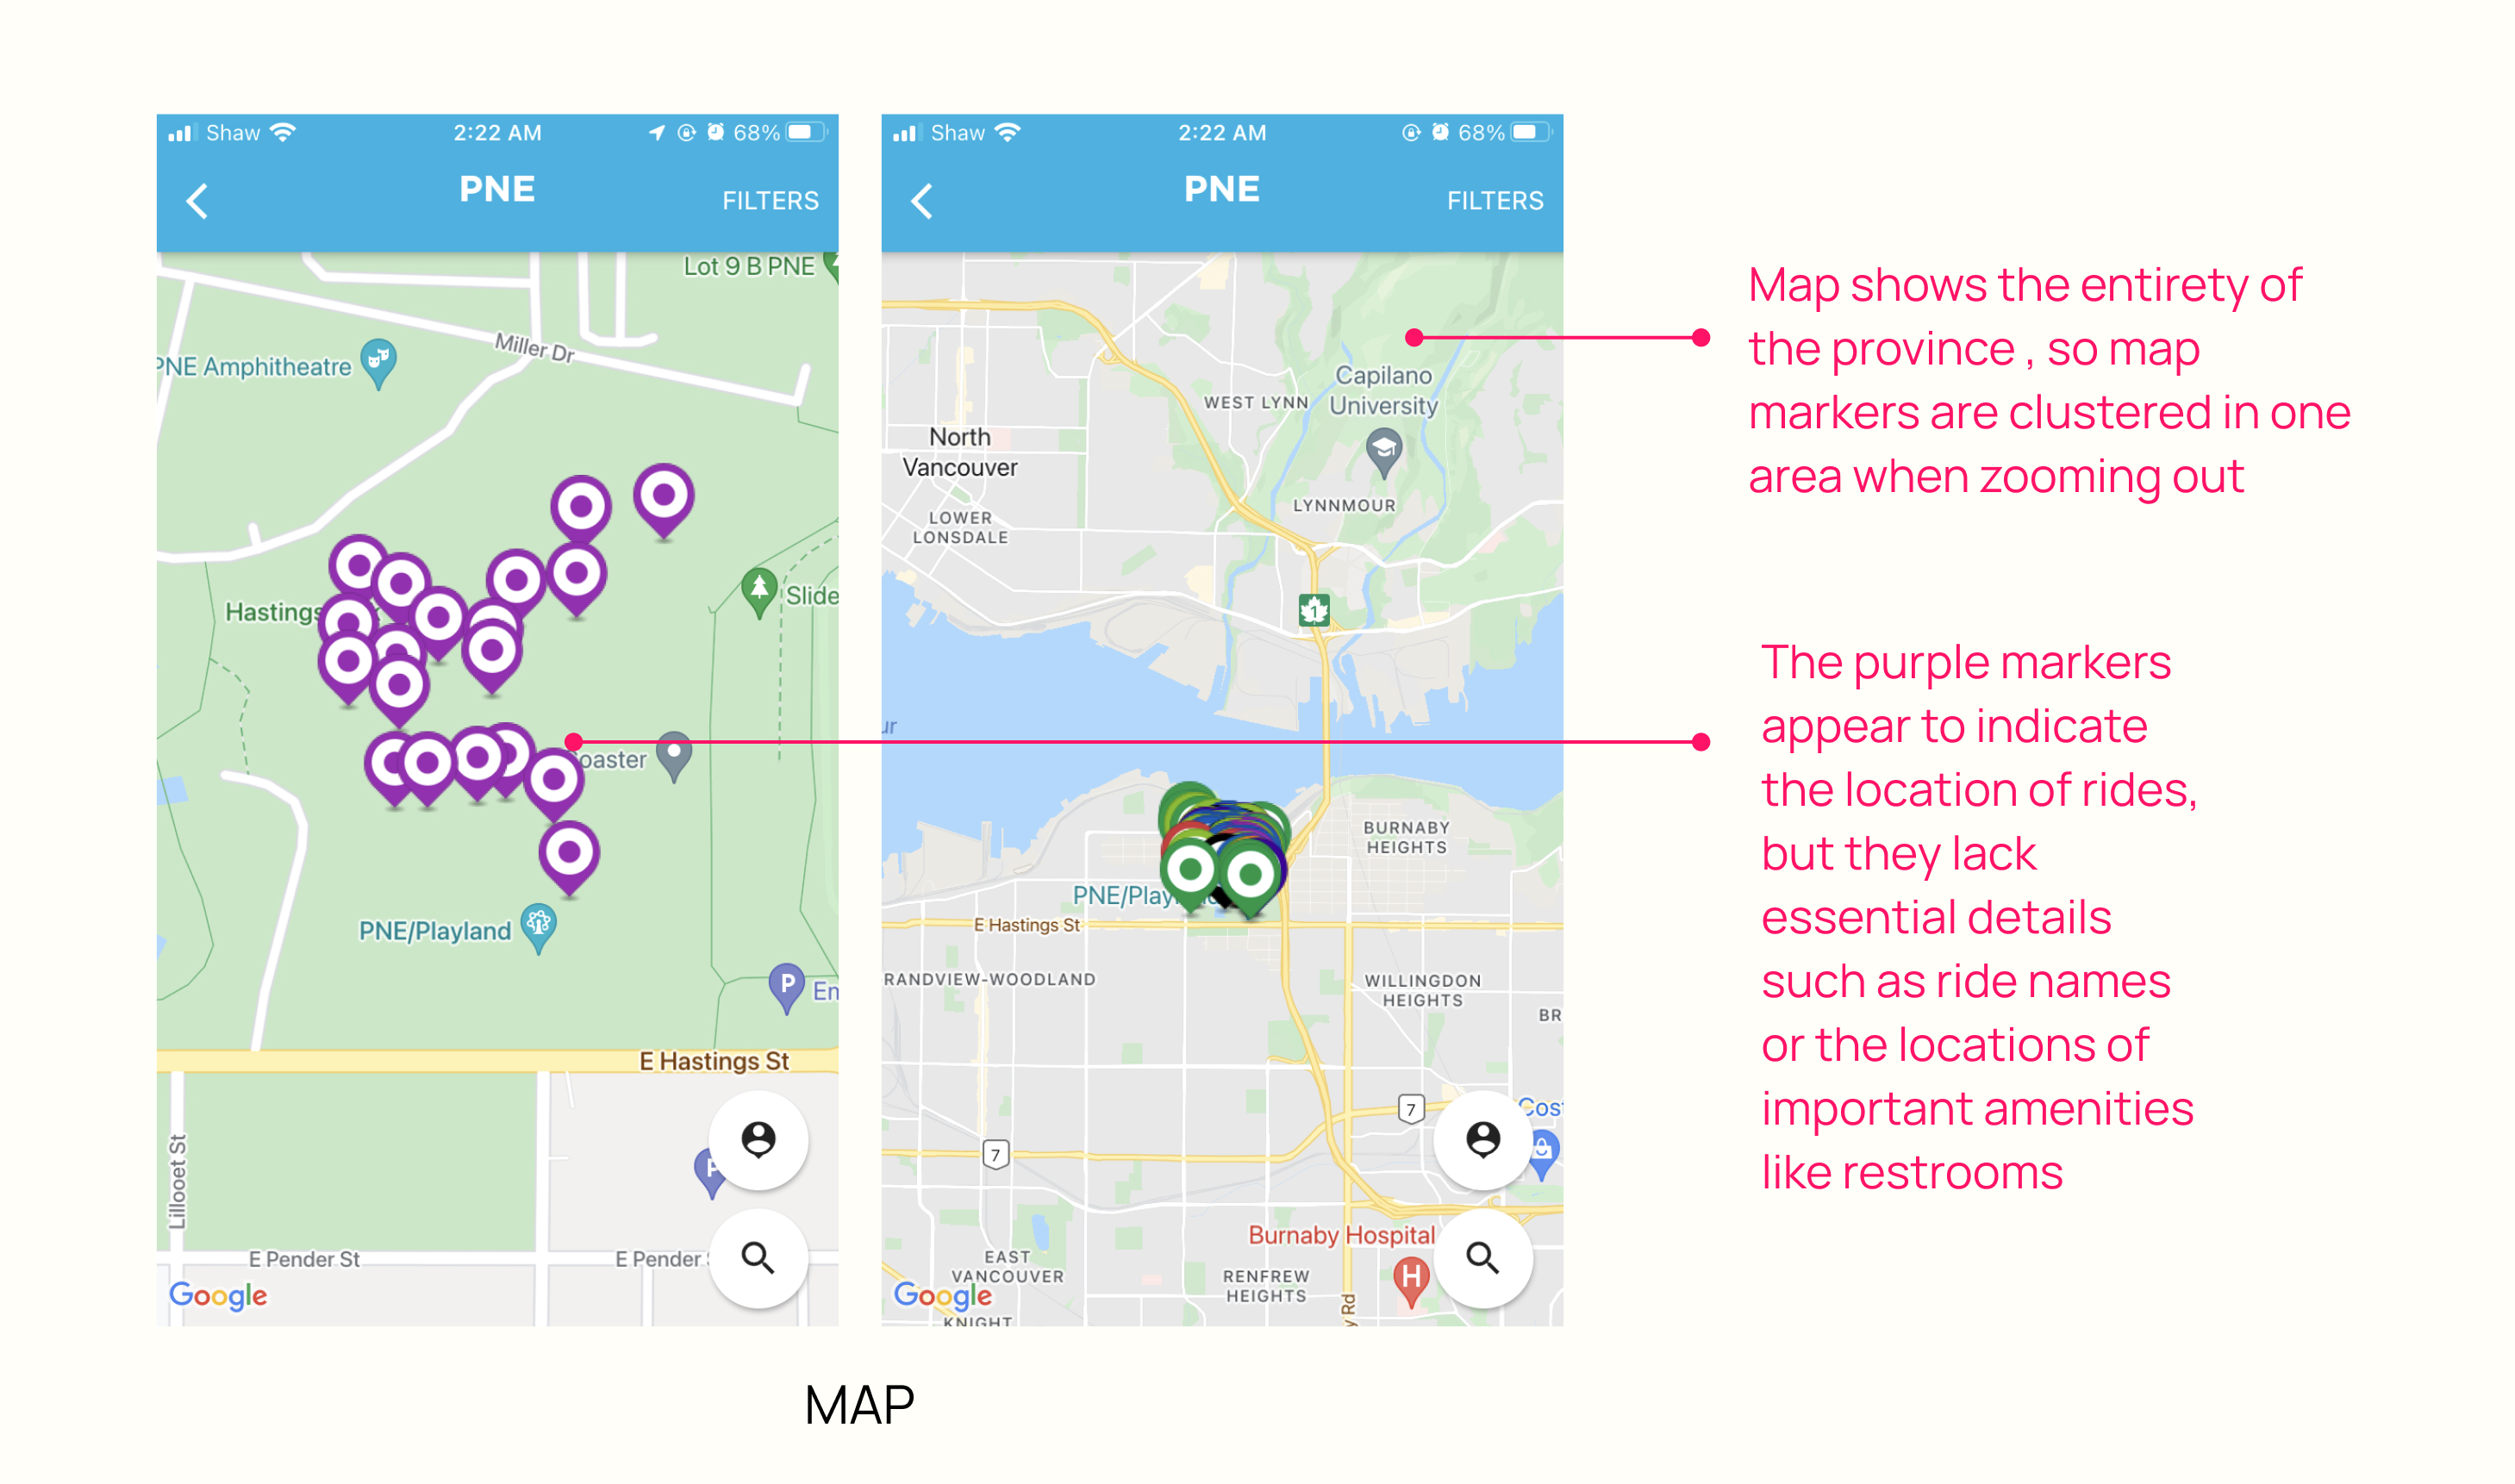 Shaw
2:22 AM
68%
PNE
FILTERS
Lot 9 B PNE
Miller Dr
PNE Amphitheatre
Hastings
Slide
oaster
PNE/Playland
P
En
E Hastings St
Lillooet St
P
E Pender St
E Pender
Google
Shaw
2:22 AM
68%
PNE
FILTERS
Capilano
University
WEST LYNN
North
Vancouver
LYNNMOUR
LOWER
LONSDALE
1
ur
BURNABY
HEIGHTS
PNE/Play
E Hastings St
RANDVIEW-WOODLAND
WILLINGDON
HEIGHTS
BR
7
Cos
7
Burnaby Hospital
H
EAST
VANCOUVER
RENFREW
HEIGHTS
y Rd
Google
KNIGHT
Map shows the entirety of
the province , so map
markers are clustered in one
area when zooming out
The purple markers
appear to indicate
the location of rides,
but they lack
essential details
such as ride names
or the locations of
important amenities
like restrooms
MAP